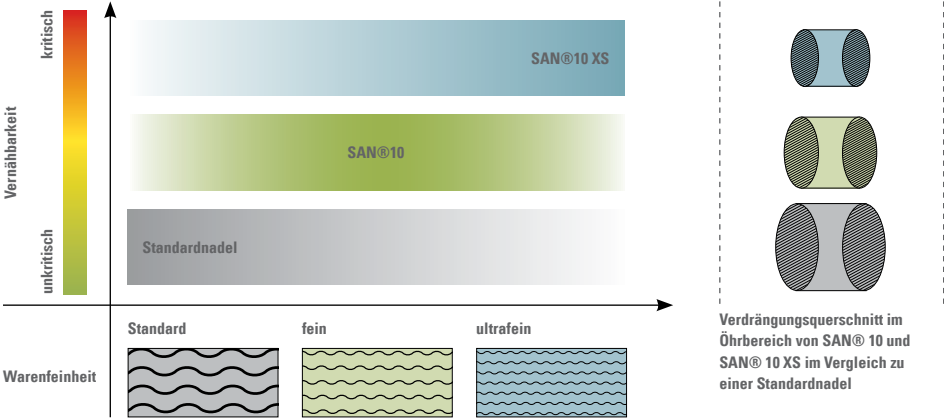 kritisch
Vernähbarkeit
unkritisch
SAN®10 XS
SAN®10
Standardnadel
Standard
fein
ultrafein
Warenfeinheit
Verdrängungsquerschnitt im
Öhrbereich von SAN® 10 und
SAN® 10 XS im Vergleich zu
einer Standardnadel